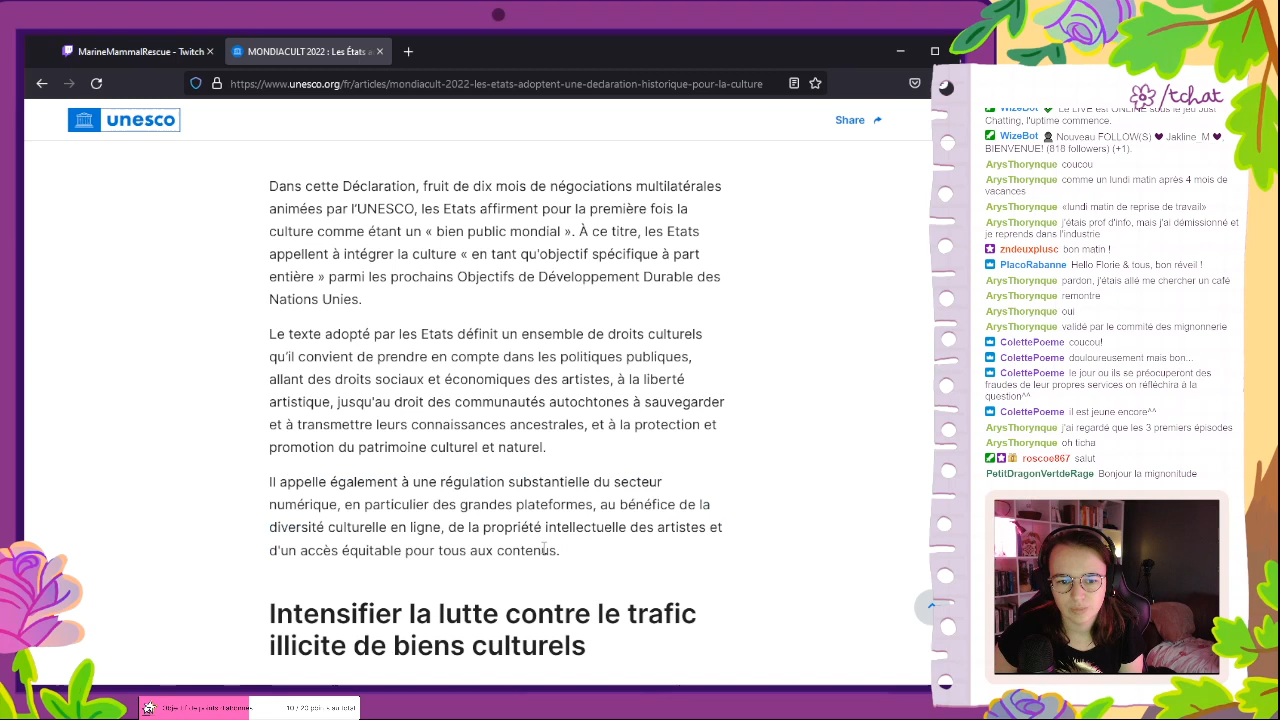 MarineMammalRescue - Twitch
MONDIACULT 2022 : Les États
https://www.unesco.org/fr/articles/mondiacult-2022-les-etats-adoptent-une-declaration-historique-pour-la-culture
unesco
Share
Dans cette Déclaration, fruit de dix mois de négociations multilatérales
animées par l'UNESCO, les Etats affirment pour la première fois la
culture comme étant un « bien public mondial ». À ce titre, les Etats
appellent à intégrer la culture « en tant qu'objectif spécifique à part
entière » parmi les prochains Objectifs de Développement Durable des
Nations Unies.
Le texte adopté par les Etats définit un ensemble de droits culturels
qu'il convient de prendre en compte dans les politiques publiques,
allant des droits sociaux et économiques des artistes, à la liberté
artistique, jusqu'au droit des communautés autochtones à sauvegarder
et à transmettre leurs connaissances ancestrales, et à la protection et
promotion du patrimoine culturel et naturel.
Il appelle également à une régulation substantielle du secteur
numérique, en particulier des grandes plateformes, au bénéfice de la
diversité culturelle en ligne, de la propriété intellectuelle des artistes et
d'un accès équitable pour tous aux contenus.
Intensifier la lutte contre le trafic
illicite de biens culturels
/tchat
WizeBot Le LIVE est ONLINE sous le jeu Just
Chatting, l'uptime commence.
WizeBot Nouveau FOLLOW(S) Jakline_M
BIENVENUE! (818 followers) (+1).
ArysThorynque coucou
ArysThorynque comme un lundi matin après 4 mois de
vacances
ArysThorynque «lundi matin de reprise de travail»
ArysThorynque j'étais prof d'info, mais j'ai démissionné et
je reprends dans l'industrie
zndeuxplusc bon matin !
PlacoRabanne Hello Florie & tous, bon réveil !
ArysThorynque pardon, j'étais allé me chercher un café
ArysThorynque remontre
ArysThorynque oui
ArysThorynque validé par le commité des mignonnerie
ColettePoeme coucou!
ColettePoeme douloureusement mais bon...
ColettePoeme le jour ou ils se préocuperont des
fraudes de leur propres services on réfléchira à la
question^^
ColettePoeme il est jeune encore^^
ArysThorynque j'ai regardé que les 3 premiers épisodes
ArysThorynque oh ticha
roscoe867 salut
PetitDragonVertdeRage Bonjour la mignonitude